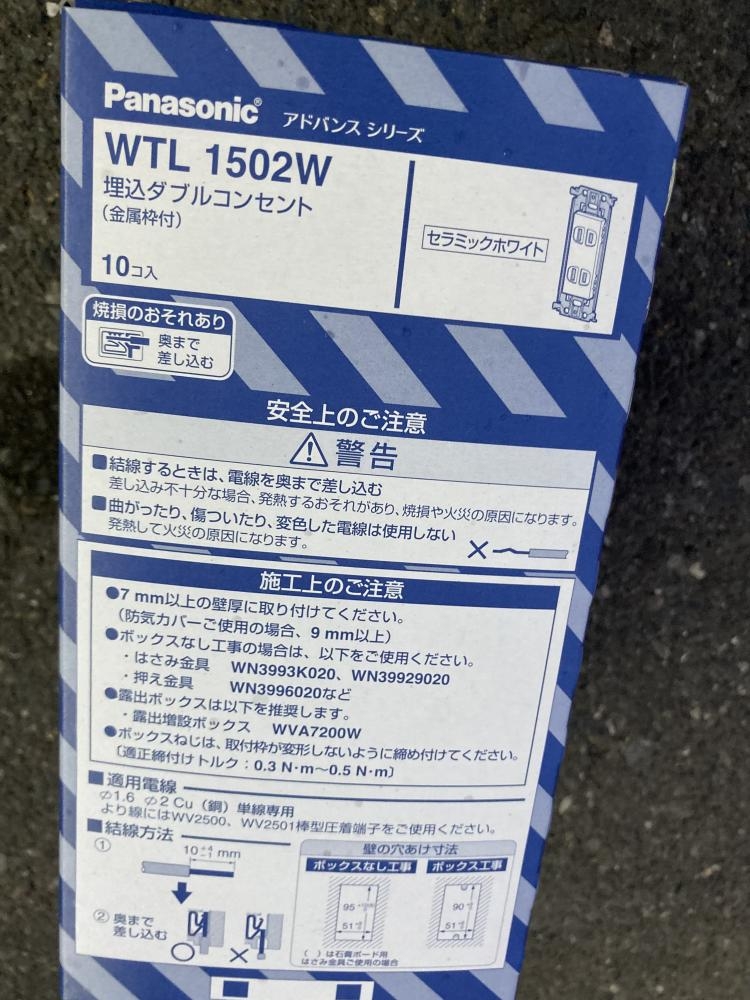 Panasonic® アドバンス シリーズ
WTL 1502W
埋込ダブルコンセント
(金属枠付)
10コ入
セラミックホワイト
焼損のおそれあり
奥まで
差し込む
安全上のご注意
警告
■結線するときは、電線を奥まで差し込む
差し込み不十分な場合、発熱するおそれがあり、焼損や火災の原因になります。
■曲がったり、傷ついたり、変色した電線は使用しない
発熱して火災の原因になります。
施工上のご注意
●7 mm以上の壁厚に取り付けてください。
(防気カバーご使用の場合、9 mm以上)
●ボックスなし工事の場合は、以下をご使用ください。
・はさみ金具 WN3993K020、WN39929020
・押え金具 WN3996020など
●露出ボックスは以下を推奨します。
・露出増設ボックス WVA7200W
●ボックスねじは、取付枠が変形しないように締め付けてください。
〔適正締付けトルク:0.3 N·m〜0.5 N·m〕
■適用電線
φ1.6 φ2 Cu(銅)単線専用
より線にはWV2500、WV2501棒型圧着端子をご使用ください。
■結線方法
① 10 +4 -1 mm
② 奥まで
差し込む
壁の穴あけ寸法
ボックスなし工事 ボックス工事
95
51
90
51
( )は石膏ボード用
はさみ金具ご使用の場合